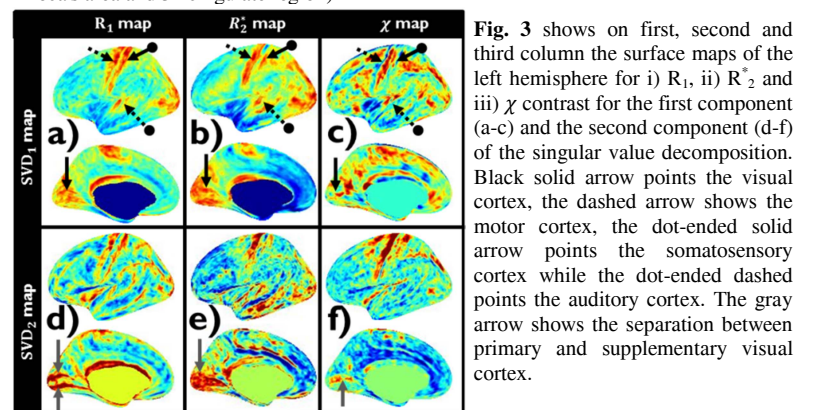 R₁ map
R₂* map
χ map
SVD₁ map
a)
b)
c)
SVD₂ map
d)
e)
f)
Fig. 3 shows on first, second and
third column the surface maps of the
left hemisphere for i) R₁, ii) R*₂ and
iii) χ contrast for the first component
(a-c) and the second component (d-f)
of the singular value decomposition.
Black solid arrow points the visual
cortex, the dashed arrow shows the
motor cortex, the dot-ended solid
arrow points the somatosensory
cortex while the dot-ended dashed
points the auditory cortex. The gray
arrow shows the separation between
primary and supplementary visual
cortex.